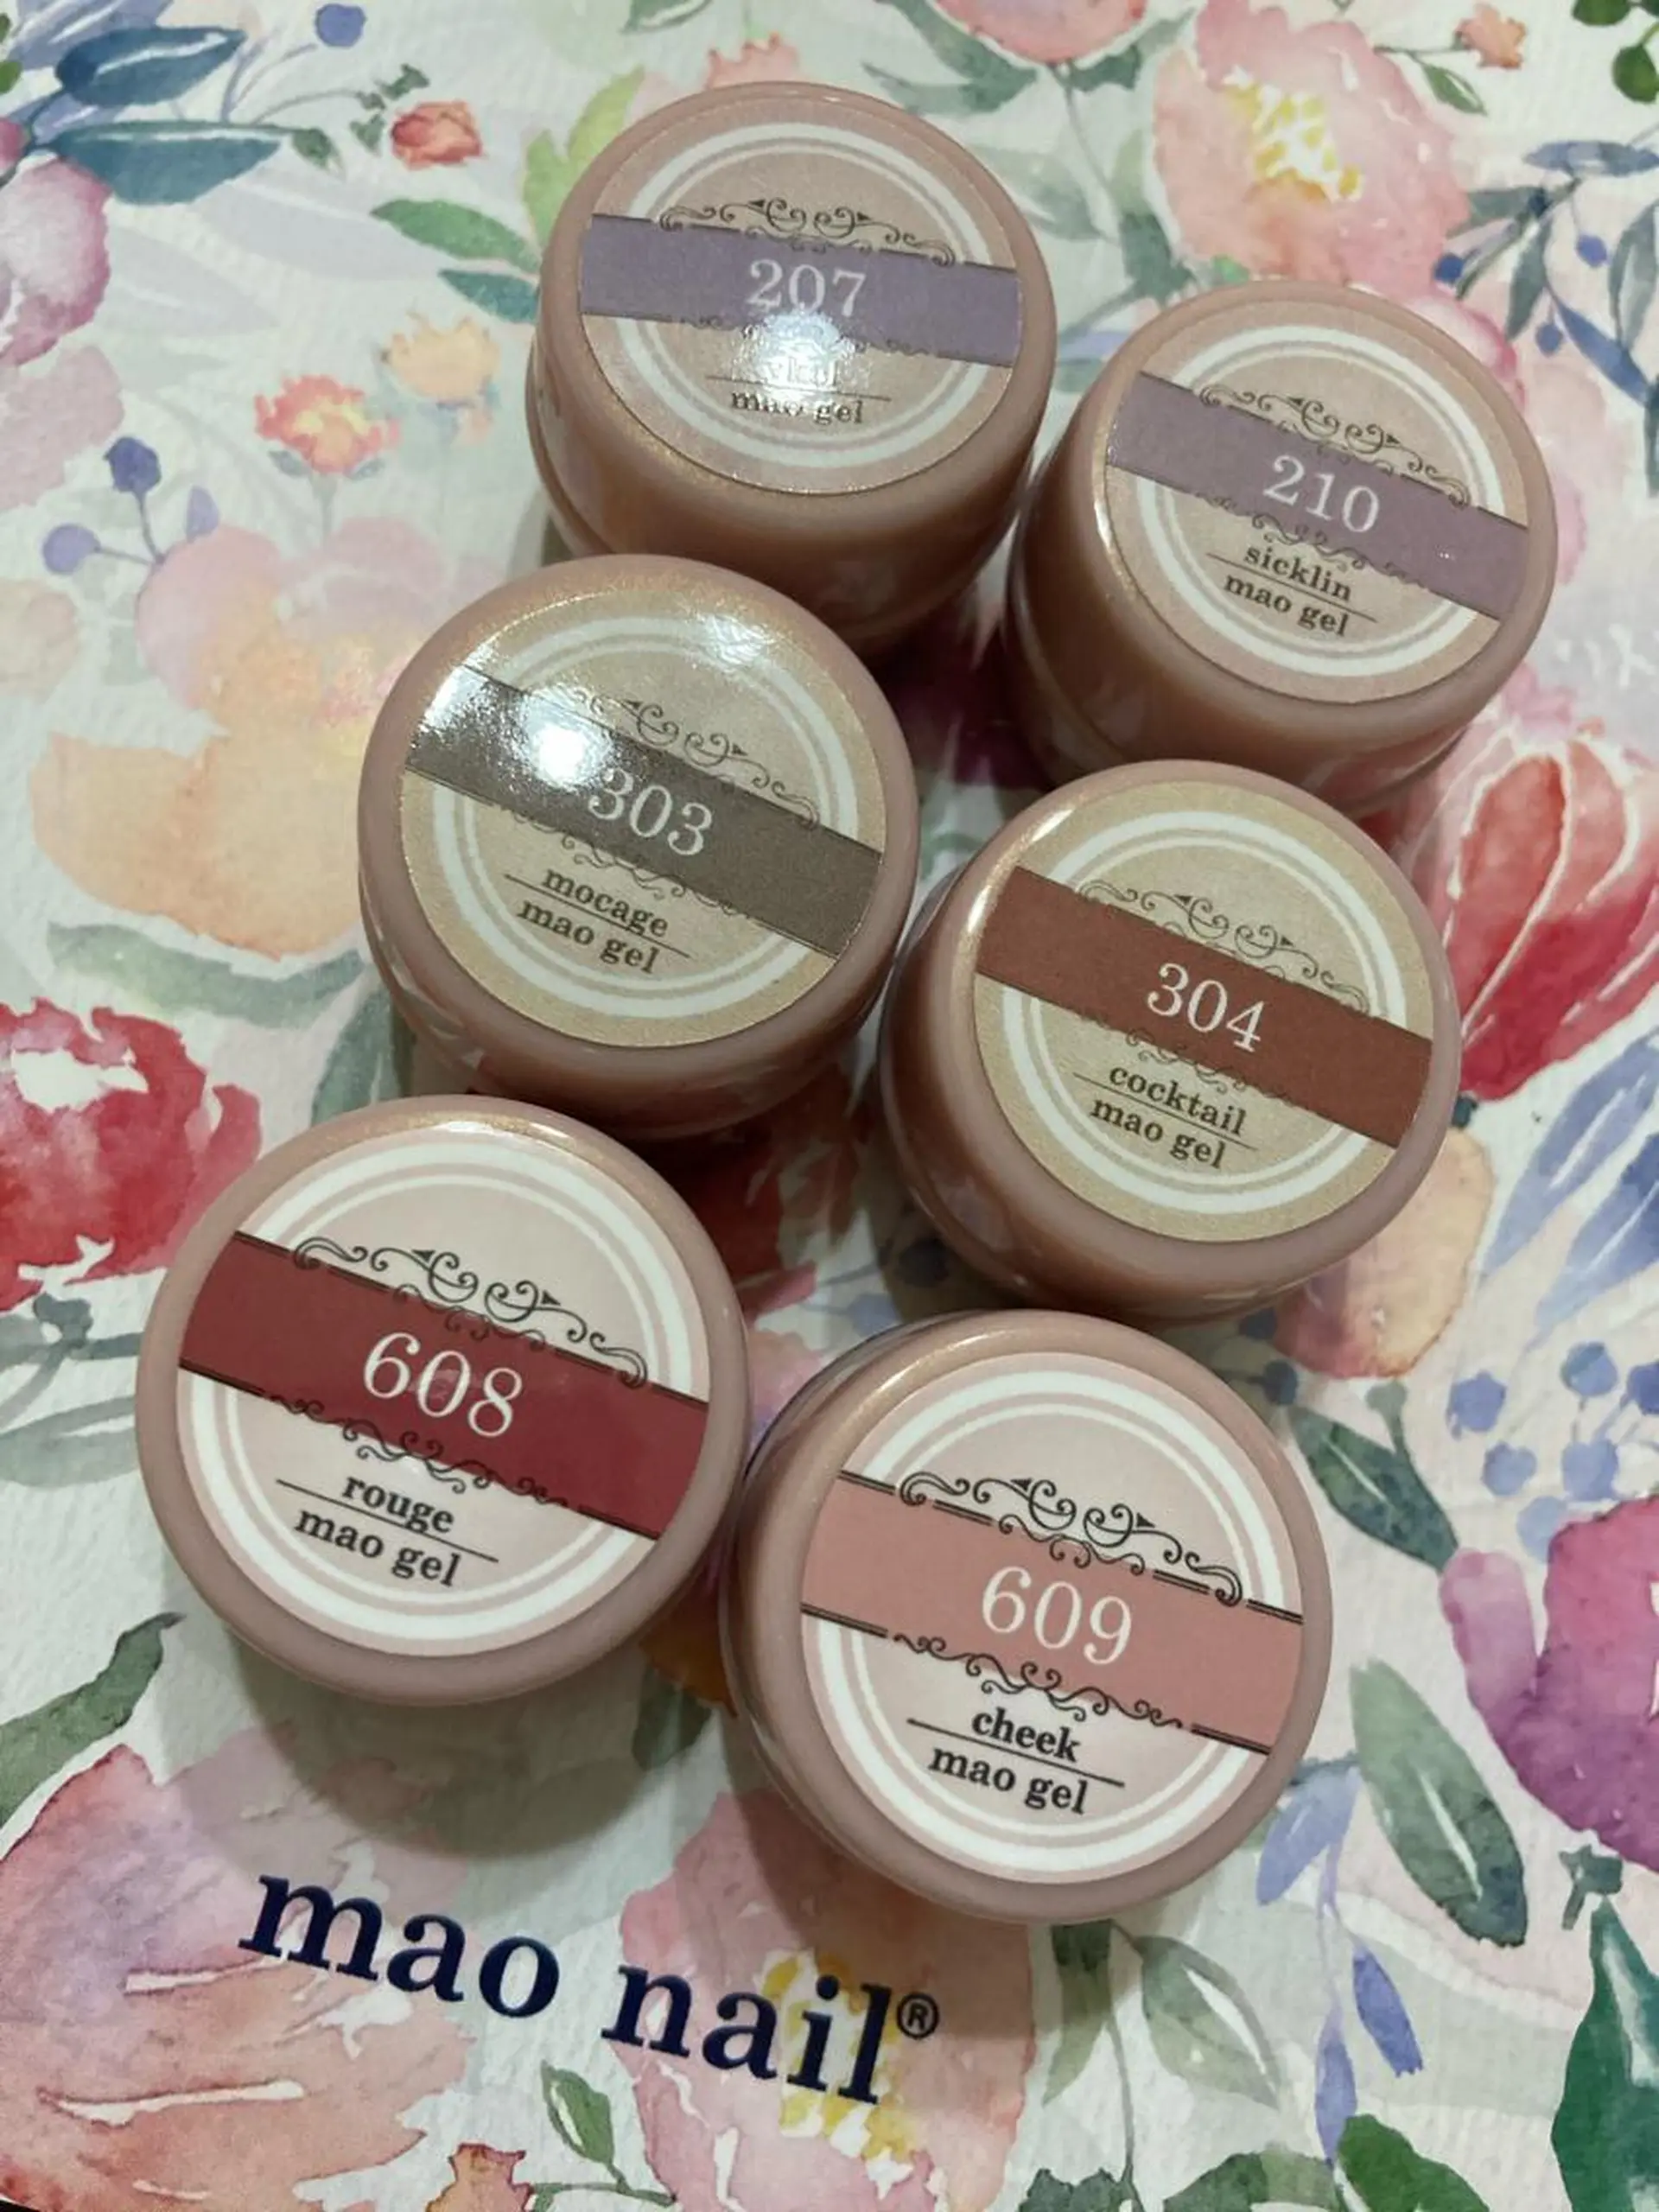 207
mao gel
210
sicklin
mao gel
303
mocage
mao gel
304
cocktail
mao gel
608
rouge
mao gel
609
cheek
mao gel
mao nail®